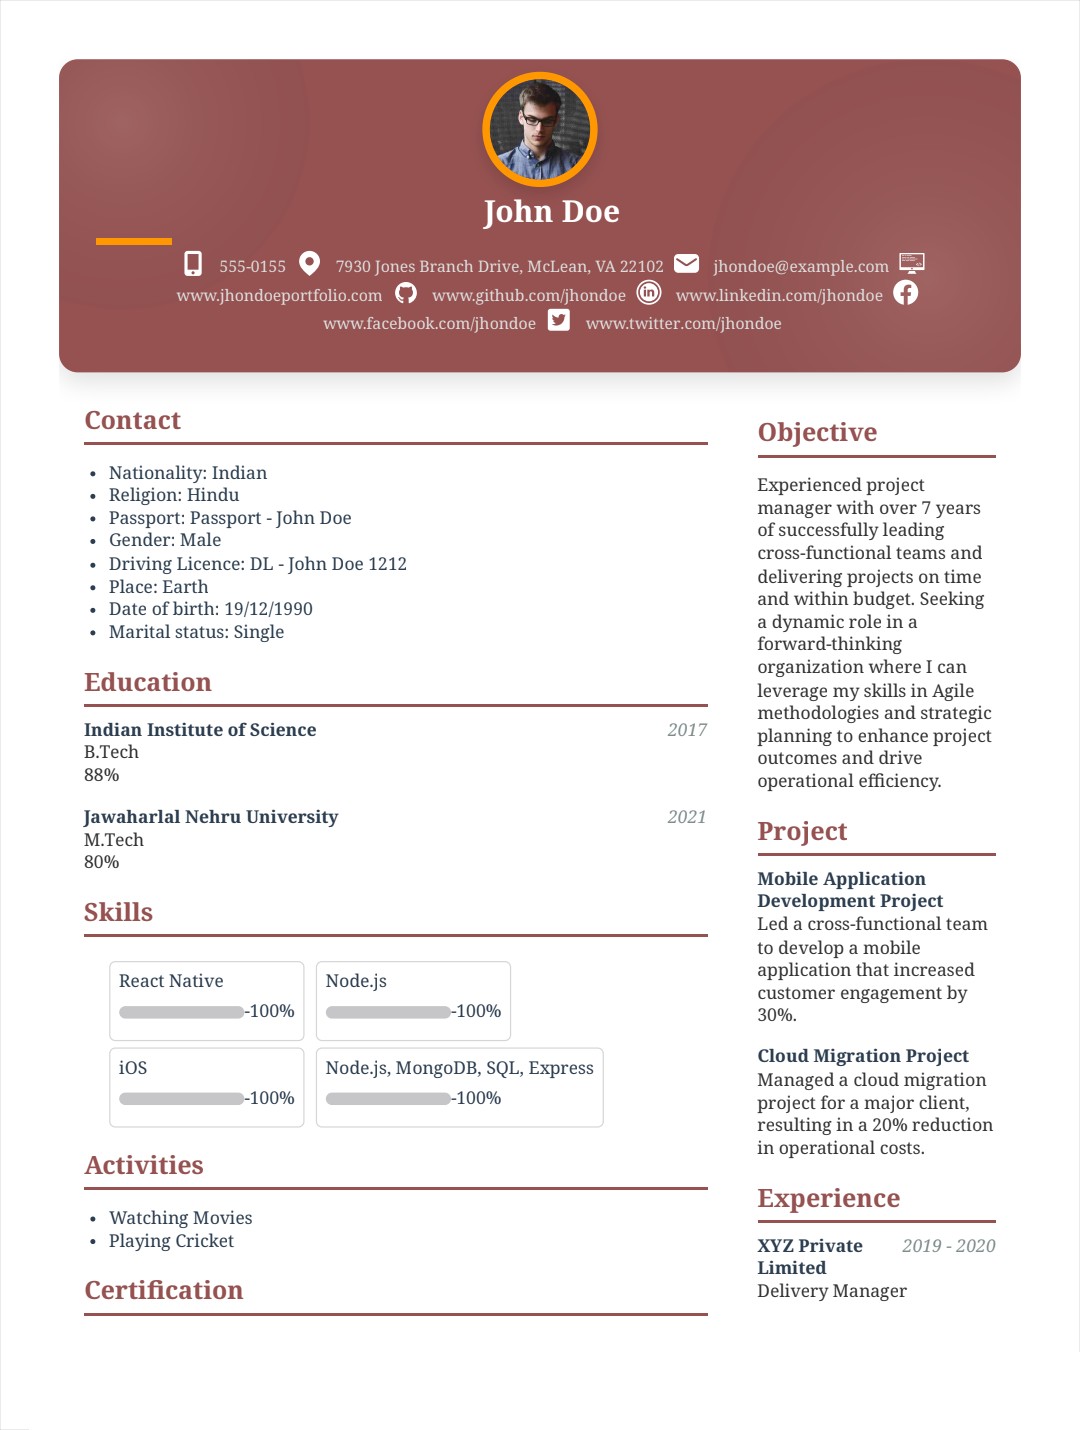 John Doe
555-0155 7930 Jones Branch Drive, McLean, VA 22102 jhondoe@example.com
www.jhondoeportfolio.com www.github.com/jhondoe www.linkedin.com/jhondoe
www.facebook.com/jhondoe www.twitter.com/jhondoe
Contact
• Nationality: Indian
• Religion: Hindu
• Passport: Passport - John Doe
• Gender: Male
• Driving Licence: DL - John Doe 1212
• Place: Earth
• Date of birth: 19/12/1990
• Marital status: Single
Education
Indian Institute of Science 2017
B.Tech
88%
Jawaharlal Nehru University 2021
M.Tech
80%
Skills
React Native
-100%
Node.js
-100%
iOS
-100%
Node.js, MongoDB, SQL, Express
-100%
Activities
• Watching Movies
• Playing Cricket
Certification
Objective
Experienced project
manager with over 7 years
of successfully leading
cross-functional teams and
delivering projects on time
and within budget. Seeking
a dynamic role in a
forward-thinking
organization where I can
leverage my skills in Agile
methodologies and strategic
planning to enhance project
outcomes and drive
operational efficiency.
Project
Mobile Application
Development Project
Led a cross-functional team
to develop a mobile
application that increased
customer engagement by
30%.
Cloud Migration Project
Managed a cloud migration
project for a major client,
resulting in a 20% reduction
in operational costs.
Experience
XYZ Private 2019 - 2020
Limited
Delivery Manager